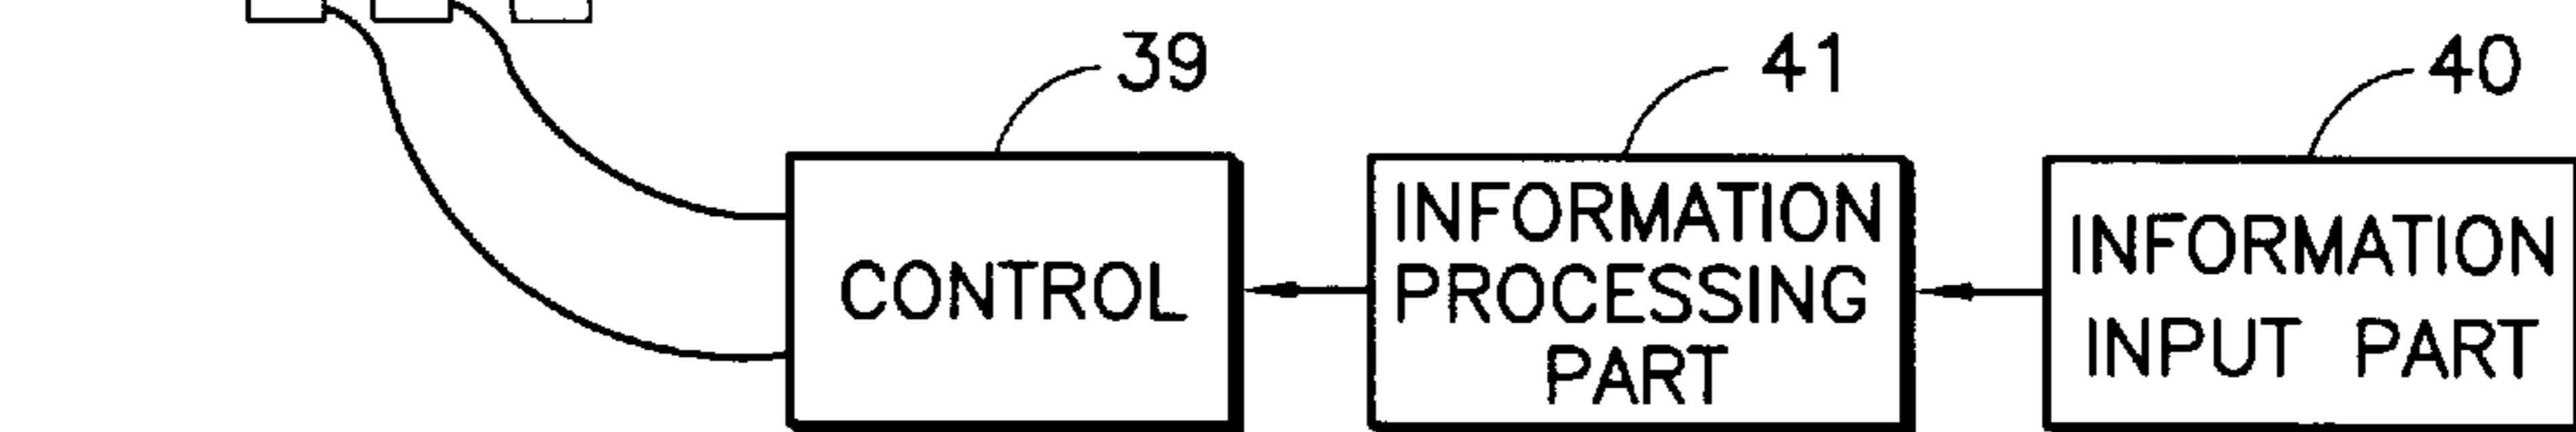 39
41
40
CONTROL
INFORMATION
PROCESSING
PART
INFORMATION
INPUT PART